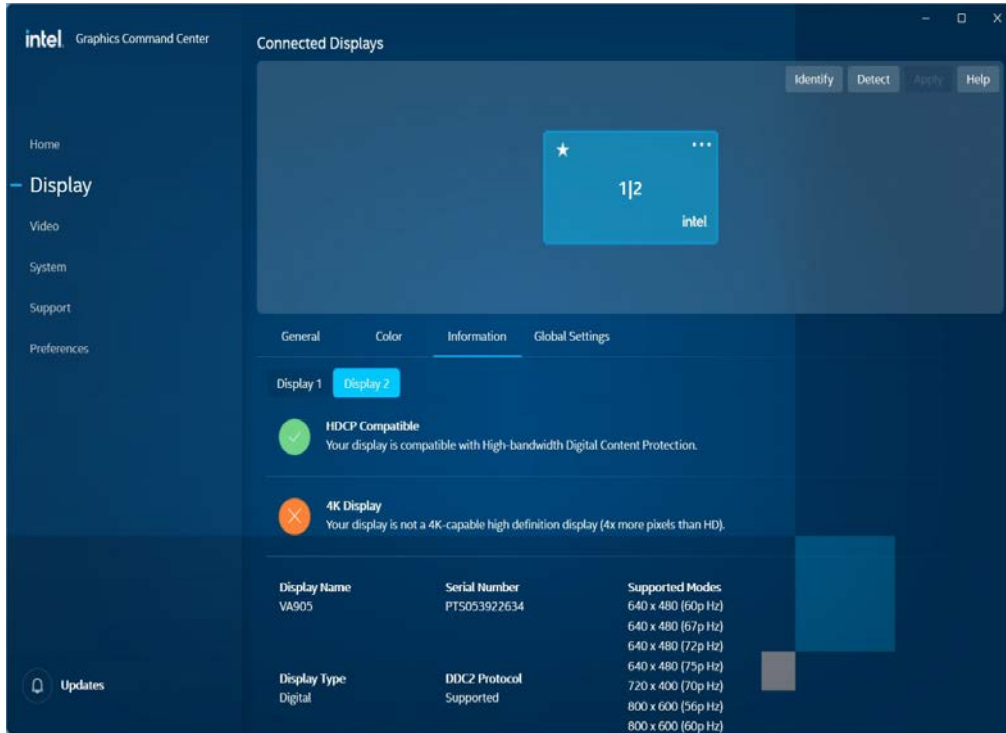 intel. Graphics Command Center
Home
Display
Video
System
Support
Preferences
Updates
Connected Displays
Identify Detect Apply Help
1|2
intel
General Color Information Global Settings
Display 1 Display 2
HDCP Compatible
Your display is compatible with High-bandwidth Digital Content Protection.
4K Display
Your display is not a 4K-capable high definition display (4x more pixels than HD).
Display Name
VA905
Serial Number
PTS053922634
Display Type
Digital
DDC2 Protocol
Supported
Supported Modes
640 x 480 (60p Hz)
640 x 480 (67p Hz)
640 x 480 (72p Hz)
640 x 480 (75p Hz)
720 x 400 (70p Hz)
800 x 600 (56p Hz)
800 x 600 (60p Hz)